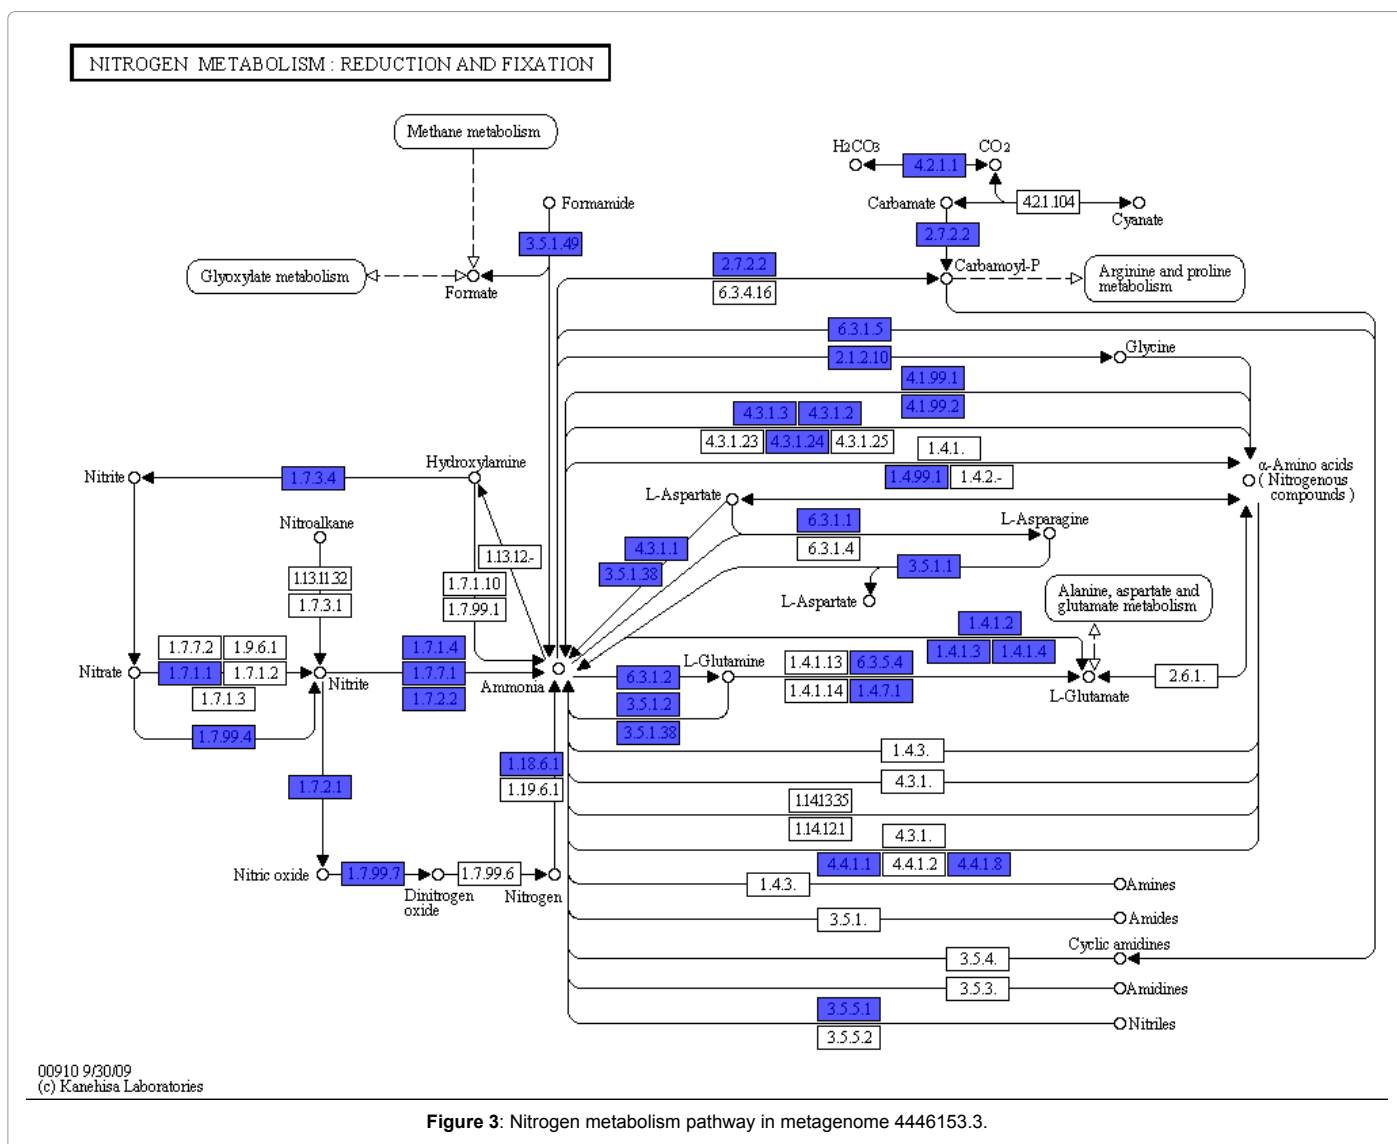 NITROGEN METABOLISM : REDUCTION AND FIXATION
Methane metabolism
H2CO3
4.2.1.1
CO2
Formamide
Carbamate
4.2.1.104
Cyanate
3.5.1.49
2.7.2.2
Glyoxylate metabolism
Formate
2.7.2.2
6.3.4.16
Carbamoyl-P
Arginine and proline
metabolism
6.3.1.5
2.1.2.10
Glycine
4.1.99.1
4.1.99.2
4.3.1.3
4.3.1.2
4.3.1.23
4.3.1.24
4.3.1.25
1.4.1.
1.4.99.1
1.4.2.-
α-Amino acids
( Nitrogenous
compounds )
Nitrite
1.7.3.4
Hydroxylamine
L-Aspartate
Nitroalkane
6.3.1.1
6.3.1.4
L-Asparagine
4.3.1.1
3.5.1.38
3.5.1.1
L-Aspartate
1.13.12.-
1.13.11.32
1.7.3.1
1.7.1.10
1.7.99.1
Alanine, aspartate and
glutamate metabolism
1.4.1.2
1.4.1.3
1.4.1.4
1.7.7.2
1.9.6.1
Nitrate
1.7.1.1
1.7.1.2
1.7.1.3
Nitrite
1.7.1.4
1.7.7.1
1.7.2.2
Ammonia
6.3.1.2
L-Glutamine
3.5.1.2
3.5.1.38
1.4.1.13
6.3.5.4
1.4.1.14
1.4.7.1
L-Glutamate
2.6.1.
1.7.99.4
1.7.2.1
1.18.6.1
1.19.6.1
1.4.3.
4.3.1.
1.14.13.35
1.14.12.1
4.3.1.
4.4.1.1
4.4.1.2
4.4.1.8
Nitric oxide
1.7.99.7
Dinitrogen
oxide
1.7.99.6
Nitrogen
1.4.3.
Amines
3.5.1.
Amides
Cyclic amidines
3.5.4.
3.5.3.
Amidines
3.5.5.1
3.5.5.2
Nitriles
00910 9/30/09
(c) Kanehisa Laboratories
Figure 3: Nitrogen metabolism pathway in metagenome 4446153.3.